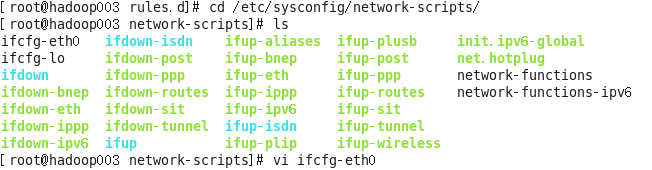 [ root@hadoop003 rules.d]# cd /etc/sysconfig/network-scripts/
[ root@hadoop003 network-scripts]# ls
ifcfg-eth0 ifdown-isdn ifup-aliases ifup-plusb init.ipv6-global
ifcfg-lo ifdown-post ifup-bnep ifup-post net.hotplug
ifdown ifdown-ppp ifup-eth ifup-ppp network-functions
ifdown-bnep ifdown-routes ifup-ippp ifup-routes network-functions-ipv6
ifdown-eth ifdown-sit ifup-ipv6 ifup-sit
ifdown-ippp ifdown-tunnel ifup-isdn ifup-tunnel
ifdown-ipv6 ifup ifup-plip ifup-wireless
[ root@hadoop003 network-scripts]# vi ifcfg-eth0